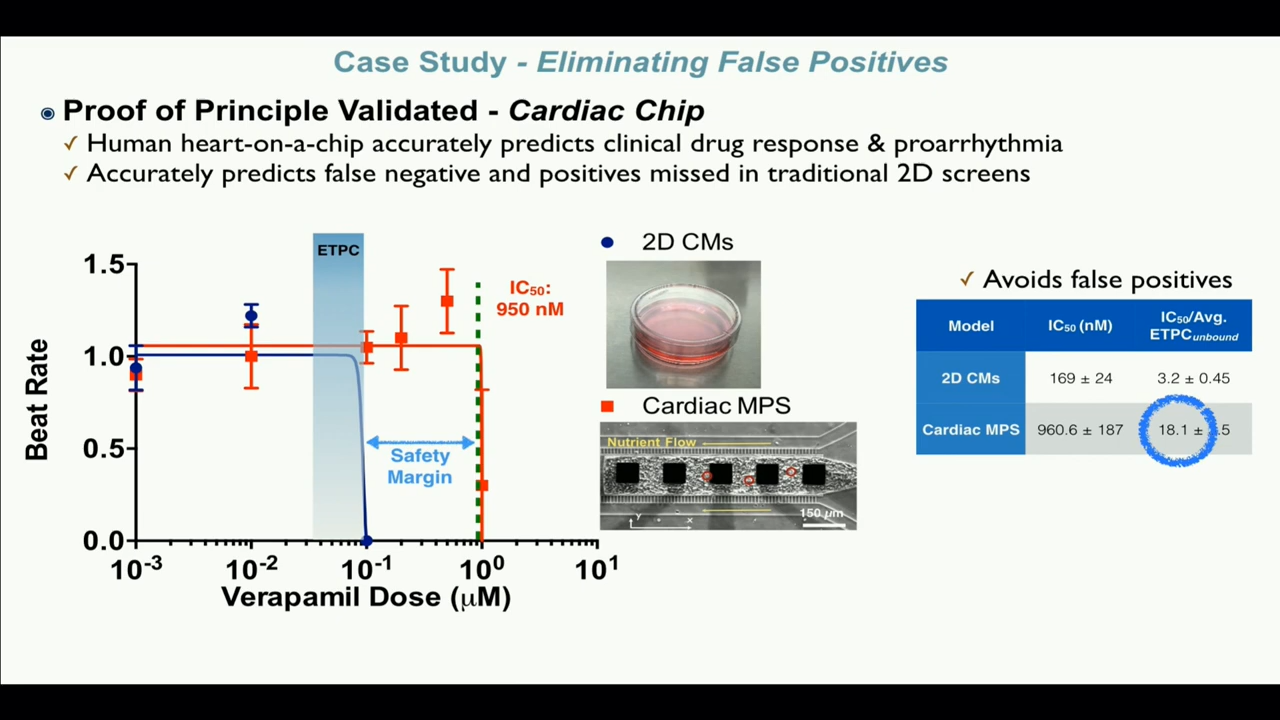 Case Study - Eliminating False Positives
Proof of Principle Validated - Cardiac Chip
✓ Human heart-on-a-chip accurately predicts clinical drug response & proarrhythmia
✓ Accurately predicts false negative and positives missed in traditional 2D screens
ETPC
1.5
1.0
0.5
0.0
Beat Rate
IC50:
950 nM
Safety
Margin
10-3
10-2
10-1
100
101
Verapamil Dose (µM)
2D CMs
Cardiac MPS
Nutrient Flow
Y
X
150 µm
✓ Avoids false positives
Model IC50 (nM) IC50/Avg.
ETPCunbound
2D CMs 169 ± 24 3.2 ± 0.45
Cardiac MPS 960.6 ± 187 18.1 ± .5